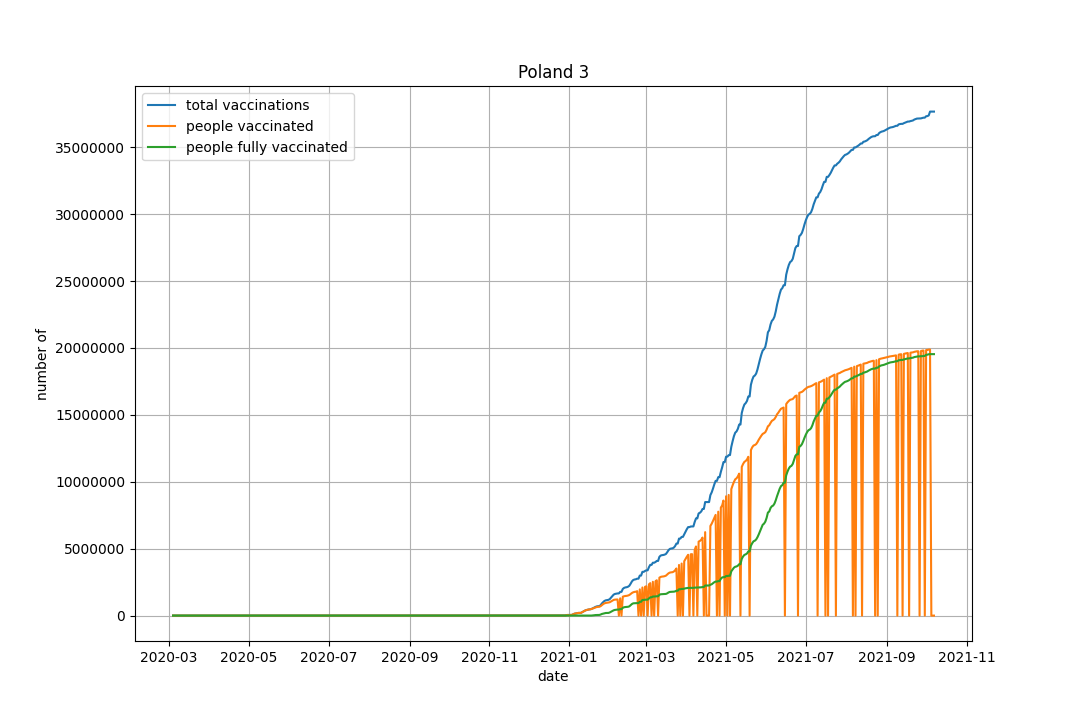 Poland 3
total vaccinations
people vaccinated
people fully vaccinated
number of
35000000
30000000
25000000
20000000
15000000
10000000
5000000
0
2020-03 2020-05 2020-07 2020-09 2020-11 2021-01 2021-03 2021-05 2021-07 2021-09 2021-11
date